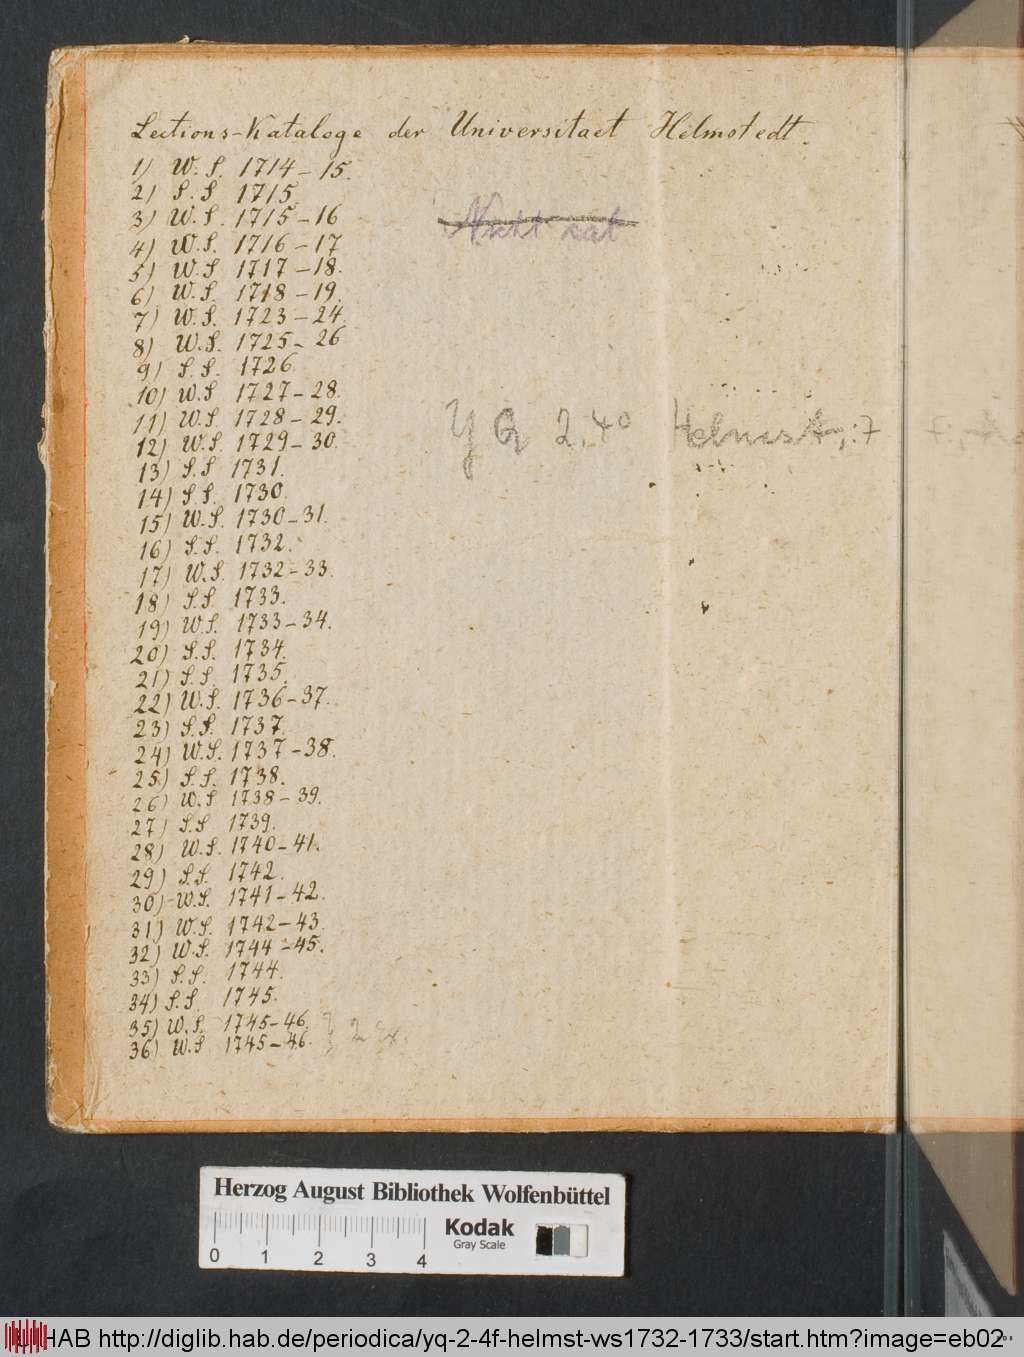 Lections-Kataloge der Universitaet Helmstedt.
1) W. S. 1714-15.
2) S. S 1715.
3) W. S. 1715-16
4) W. S. 1716-17
5) W. S 1717-18.
6) W. S. 1718-19.
7) W. S. 1723-24.
8) W. S. 1725-26
9) S. S. 1726.
10) W. S 1727-28.
11) W. S. 1728-29.
12) W. S. 1729-30.
13) S. S 1731.
14) S. S. 1730.
15) W. S. 1730-31.
16) S. S. 1732.
17) W. S. 1732-33.
18) S. S. 1733.
19) W. S. 1733-34.
20) S. S. 1734.
21) S. S. 1735.
22) W. S. 1736-37.
23) S. S. 1737.
24) W. S. 1737-38.
25) S. S. 1738.
26) W. S 1738-39.
27) S. S 1739.
28) W. S. 1740-41.
29) S. S. 1742.
30) W. S. 1741-42.
31) W. S. 1742-43.
32) W. S. 1744-45.
33) S. S. 1744.
34) S. S. 1745.
35) W. S. 1745-46.
36) W. S 1745-46. } 2 Ex.
Nicht kat
YQ 2.4° Helmst, :7
Herzog August Bibliothek Wolfenbüttel
Kodak
Gray Scale
0 1 2 3 4
HAB http://diglib.hab.de/periodica/yq-2-4f-helmst-ws1732-1733/start.htm?image=eb02